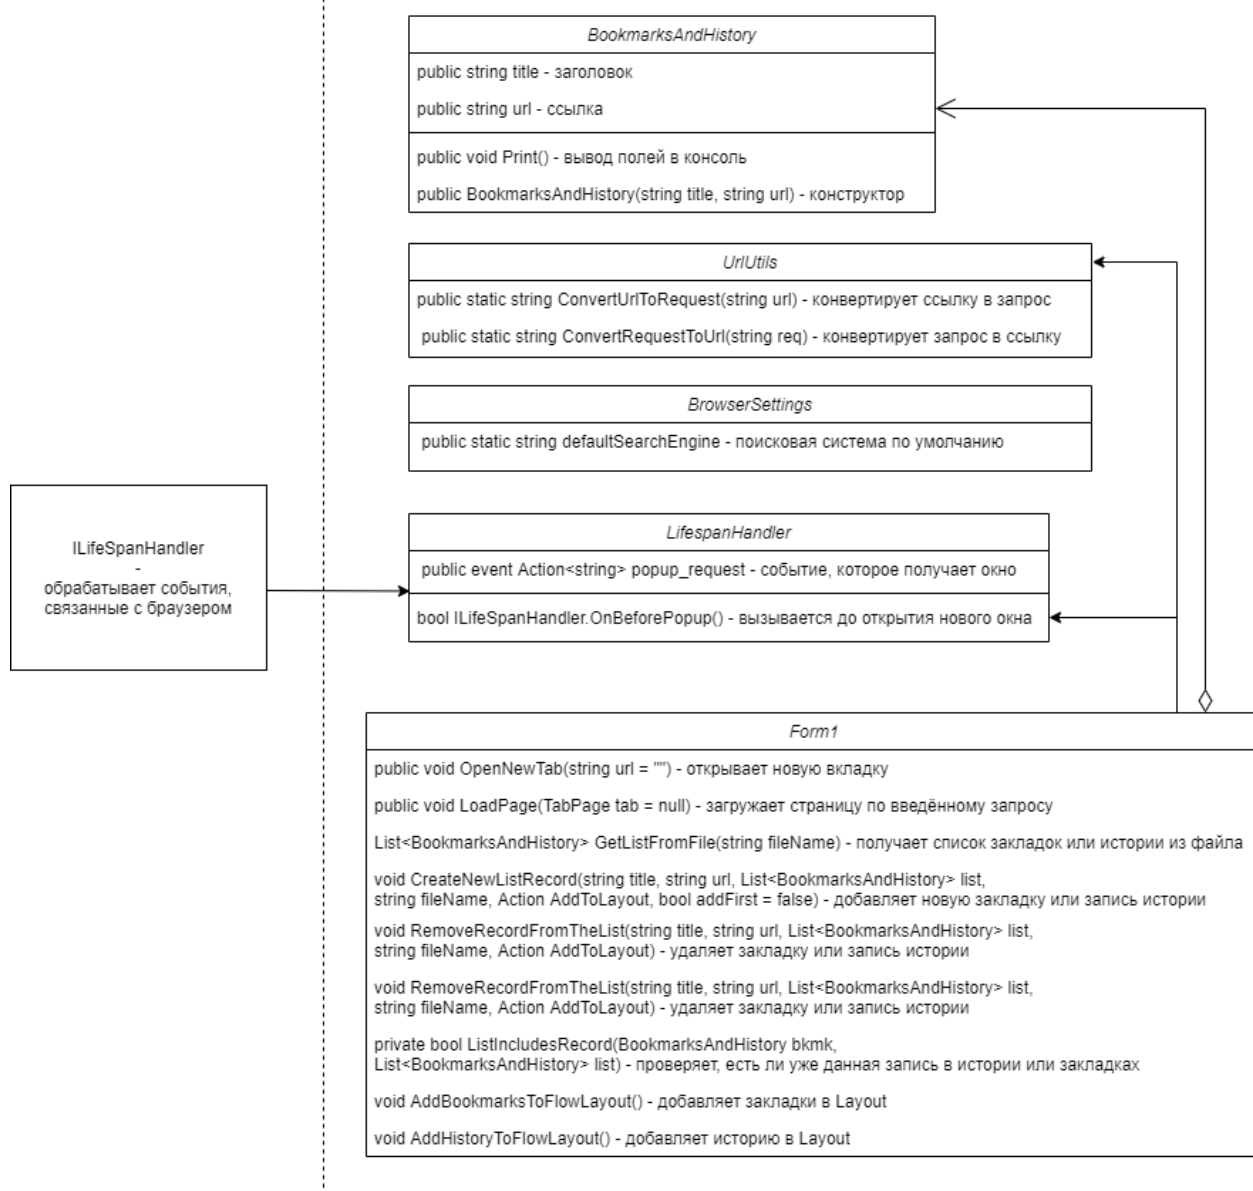 BookmarksAndHistory
public string title - заголовок
public string url - ссылка
public void Print() - вывод полей в консоль
public BookmarksAndHistory(string title, string url) - конструктор
UrlUtils
public static string ConvertUrlToRequest(string url) - конвертирует ссылку в запрос
public static string ConvertRequestToUrl(string req) - конвертирует запрос в ссылку
BrowserSettings
public static string defaultSearchEngine - поисковая система по умолчанию
ILifeSpanHandler
-
обрабатывает события,
связанные с браузером
LifespanHandler
public event Action<string> popup_request - событие, которое получает окно
bool ILifeSpanHandler.OnBeforePopup() - вызывается до открытия нового окна
Form1
public void OpenNewTab(string url = "") - открывает новую вкладку
public void LoadPage(TabPage tab = null) - загружает страницу по введённому запросу
List<BookmarksAndHistory> GetListFromFile(string fileName) - получает список закладок или истории из файла
void CreateNewListRecord(string title, string url, List<BookmarksAndHistory> list,
string fileName, Action AddToLayout, bool addFirst = false) - добавляет новую закладку или запись истории
void RemoveRecordFromTheList(string title, string url, List<BookmarksAndHistory> list,
string fileName, Action AddToLayout) - удаляет закладку или запись истории
void RemoveRecordFromTheList(string title, string url, List<BookmarksAndHistory> list,
string fileName, Action AddToLayout) - удаляет закладку или запись истории
private bool ListIncludesRecord(BookmarksAndHistory bkmk,
List<BookmarksAndHistory> list) - проверяет, есть ли уже данная запись в истории или закладках
void AddBookmarksToFlowLayout() - добавляет закладки в Layout
void AddHistoryToFlowLayout() - добавляет историю в Layout